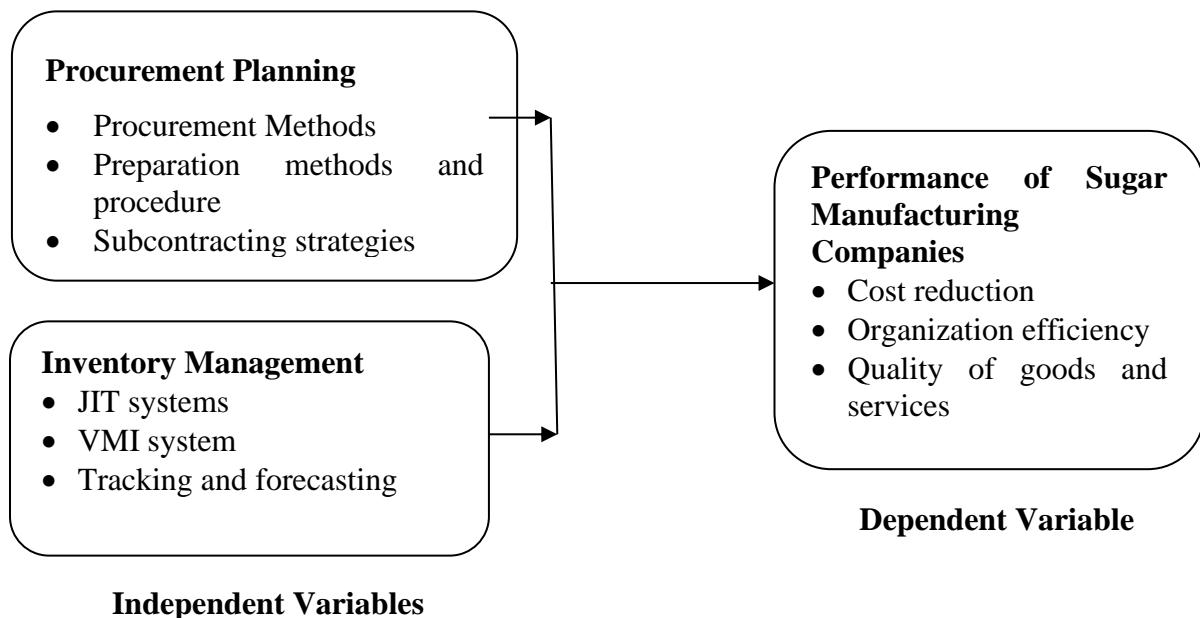 Procurement Planning
• Procurement Methods
• Preparation methods and
procedure
• Subcontracting strategies
Inventory Management
• JIT systems
• VMI system
• Tracking and forecasting
Independent Variables
Performance of Sugar
Manufacturing
Companies
• Cost reduction
• Organization efficiency
• Quality of goods and
services
Dependent Variable